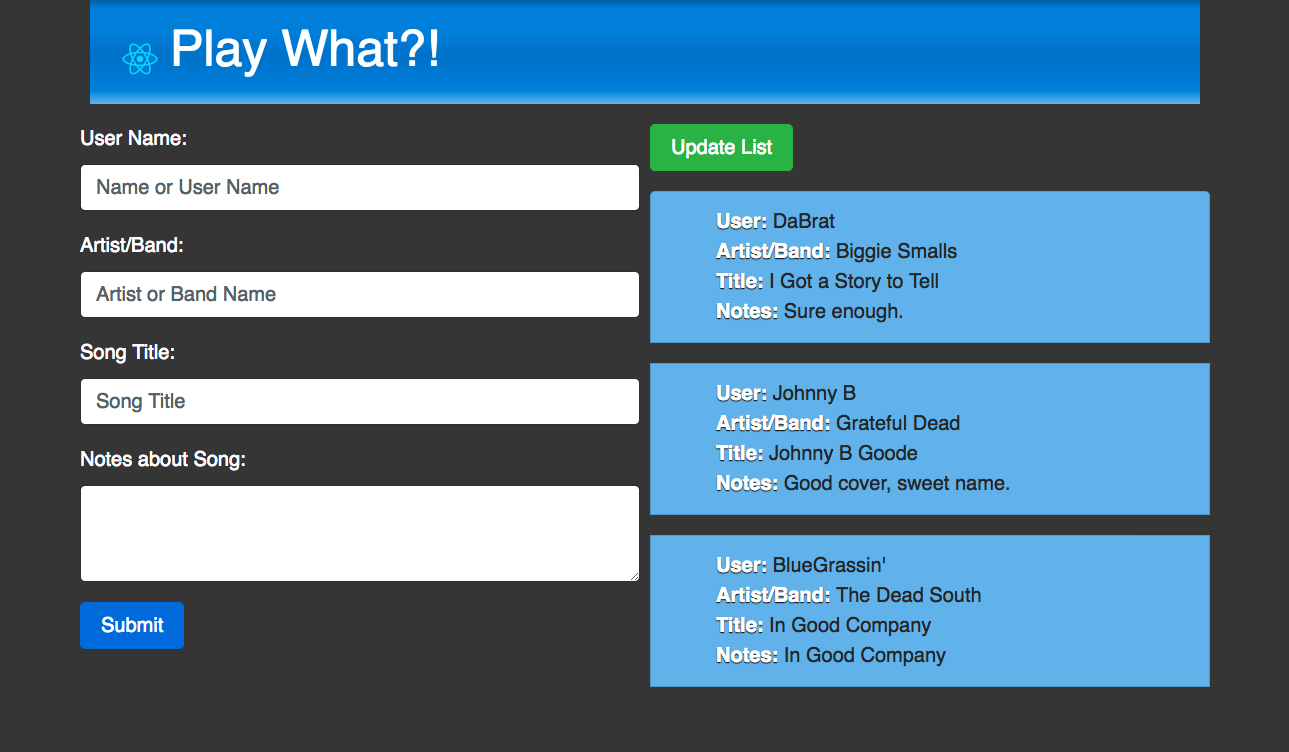 Play What?!
User Name:
Name or User Name
Artist/Band:
Artist or Band Name
Song Title:
Song Title
Notes about Song:
Submit
Update List
User: DaBrat
Artist/Band: Biggie Smalls
Title: I Got a Story to Tell
Notes: Sure enough.
User: Johnny B
Artist/Band: Grateful Dead
Title: Johnny B Goode
Notes: Good cover, sweet name.
User: BlueGrassin'
Artist/Band: The Dead South
Title: In Good Company
Notes: In Good Company